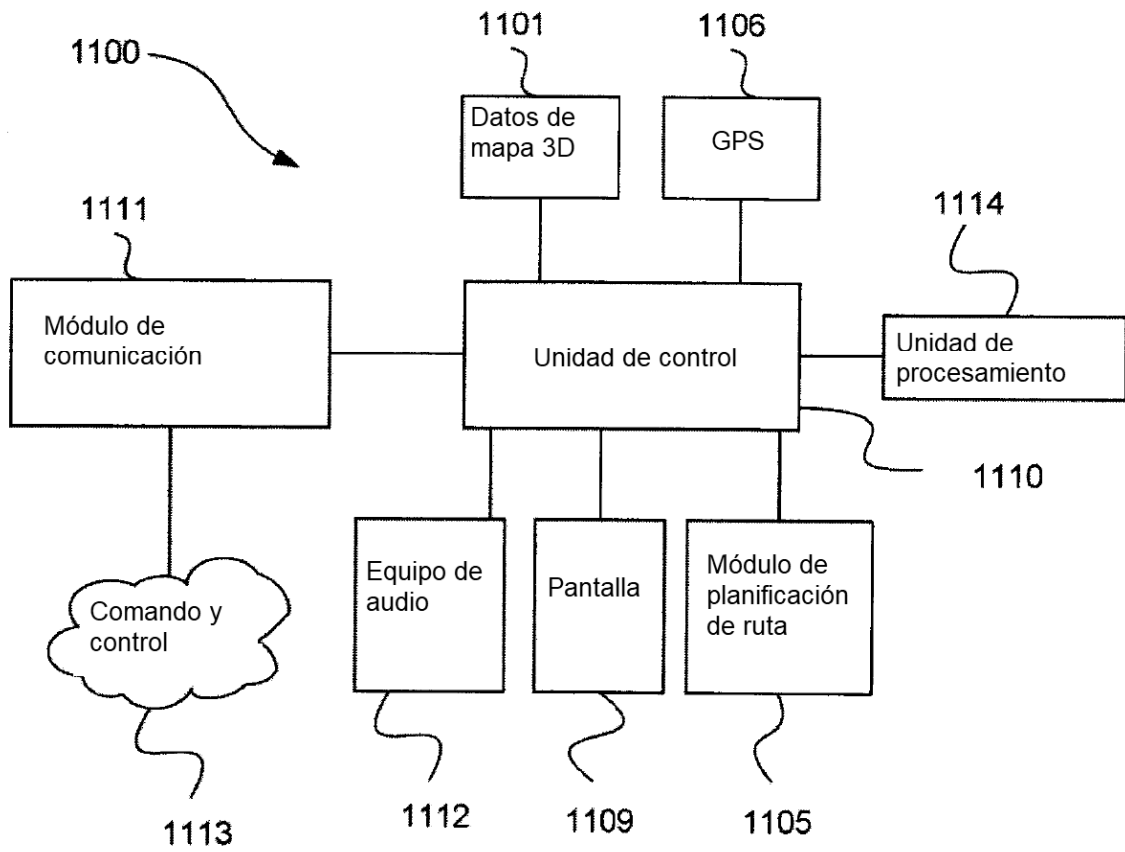 1100
1101
1106
Datos de
mapa 3D
GPS
1111
1114
Módulo de
comunicación
Unidad de control
Unidad de
procesamiento
1110
Equipo de
audio
Pantalla
Módulo de
planificación
de ruta
Comando y
control
1113
1112
1109
1105